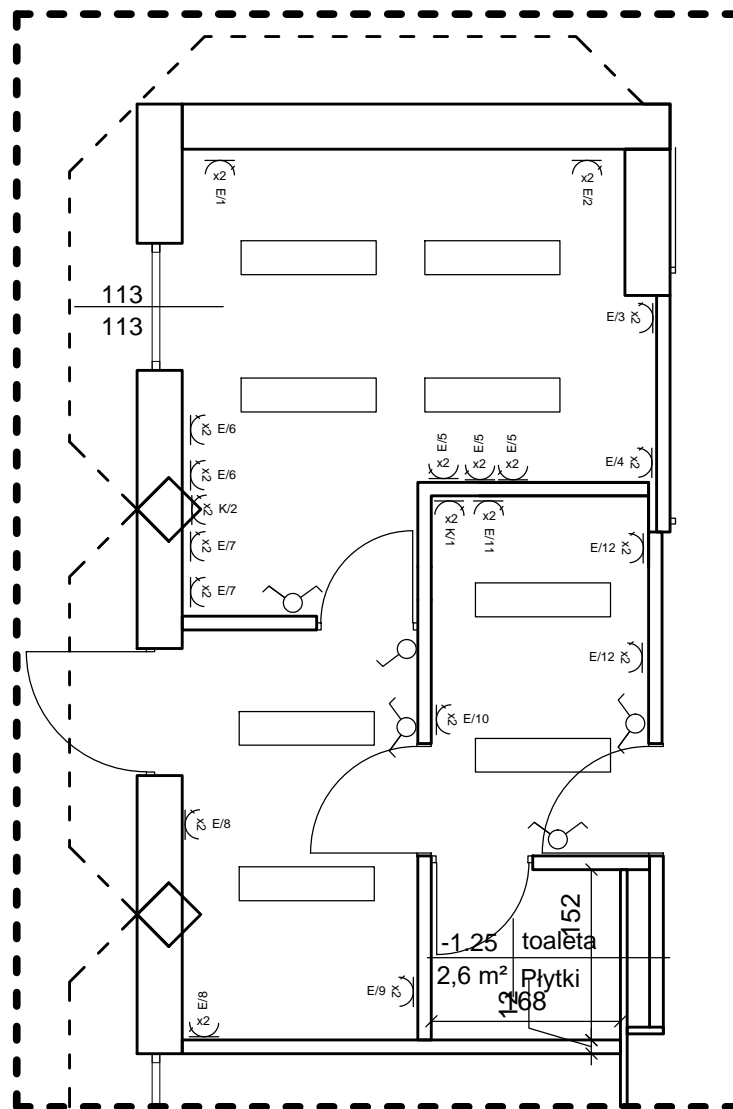 x2 E/1
x2 E/2
113
113
E/3 x2
x2 E/6
E/5 x2
E/5 x2
E/5 x2
E/4 x2
x2 E/6
x2 K/2
x2 K/1
x2 E/11
x2 E/7
E/12 x2
x2 E/7
E/12 x2
x2 E/10
x2 E/8
152
-1.25 toaleta
2,6 m² Płytki
E/9 x2
12
168
E/8 x2